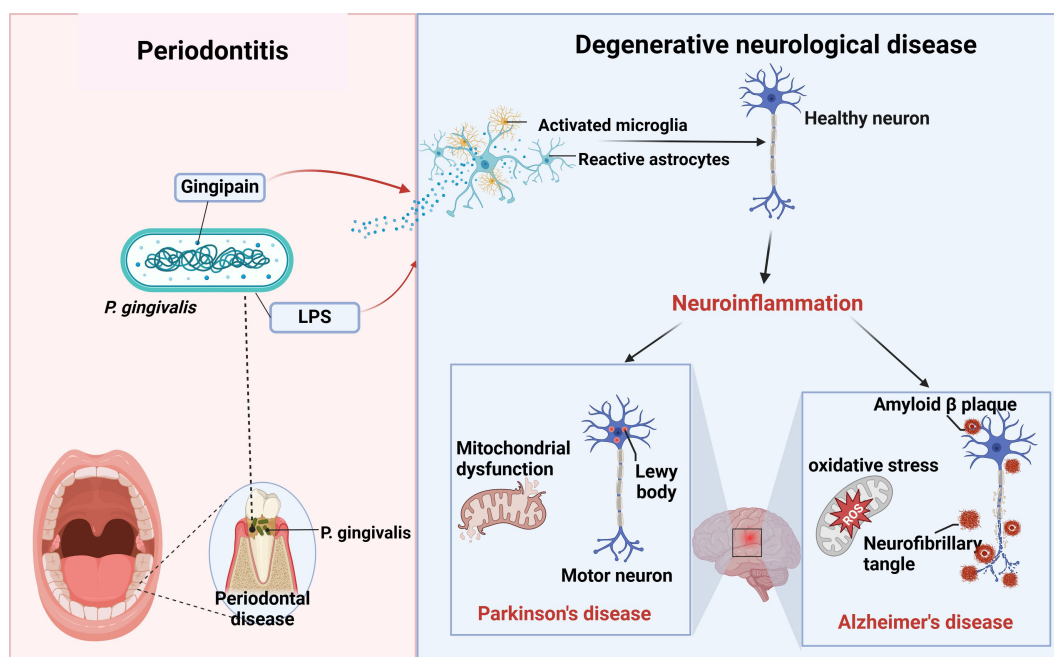 Periodontitis
Degenerative neurological disease
Activated microglia
Healthy neuron
Reactive astrocytes
Gingipain
P. gingivalis
LPS
Neuroinflammation
Amyloid β plaque
Mitochondrial
dysfunction
Lewy
body
oxidative stress
ROS
Neurofibrillary
tangle
P. gingivalis
Motor neuron
Periodontal
disease
Parkinson's disease
Alzheimer's disease